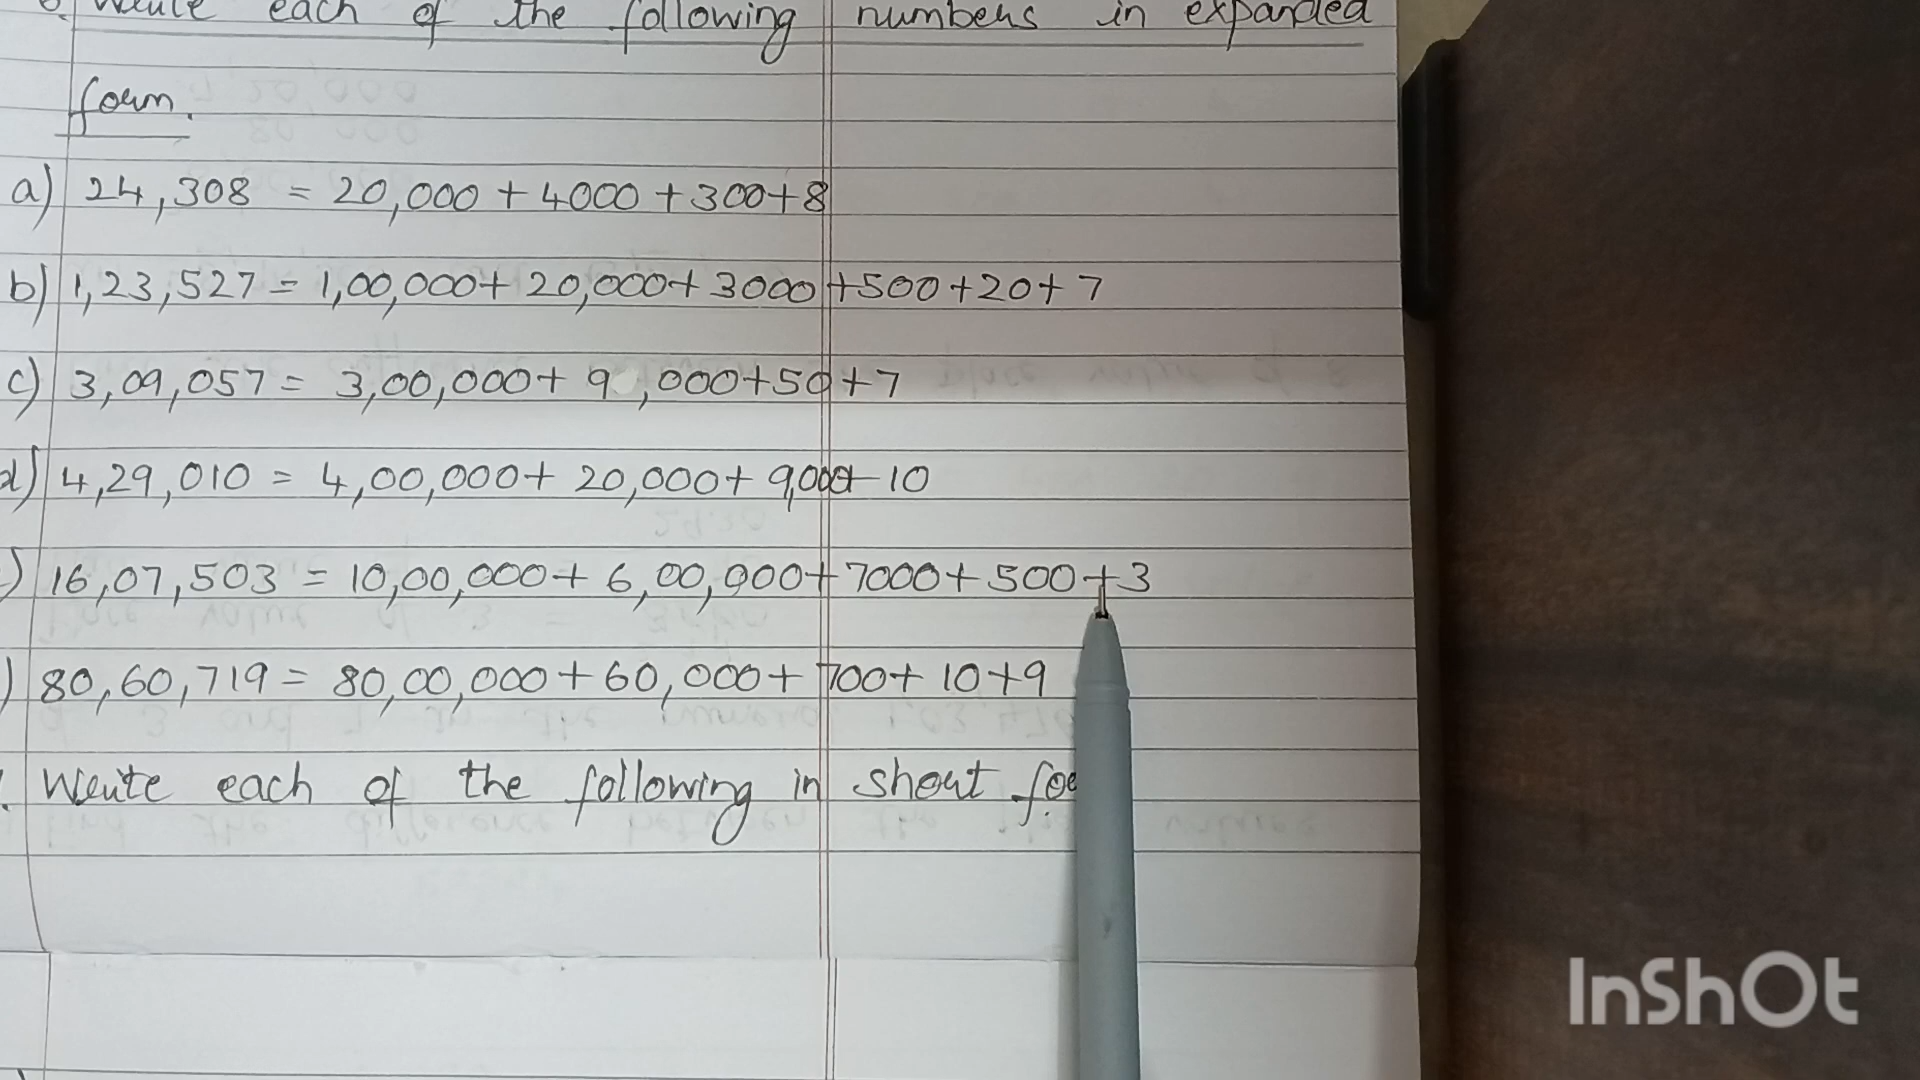 Write each of the following numbers in expanded
form.
a) 24,308 = 20,000 + 4000 + 300 + 8
b) 1,23,527 = 1,00,000 + 20,000 + 3000 + 500 + 20 + 7
c) 3,09,057 = 3,00,000 + 9 ,000 + 50 + 7
d) 4,29,010 = 4,00,000 + 20,000 + 9,000 + 10
) 16,07,503 = 10,00,000 + 6,00,000 + 7000 + 500 + 3
) 80,60,719 = 80,00,000 + 60,000 + 700 + 10 + 9
Write each of the following in short fo
InShOt